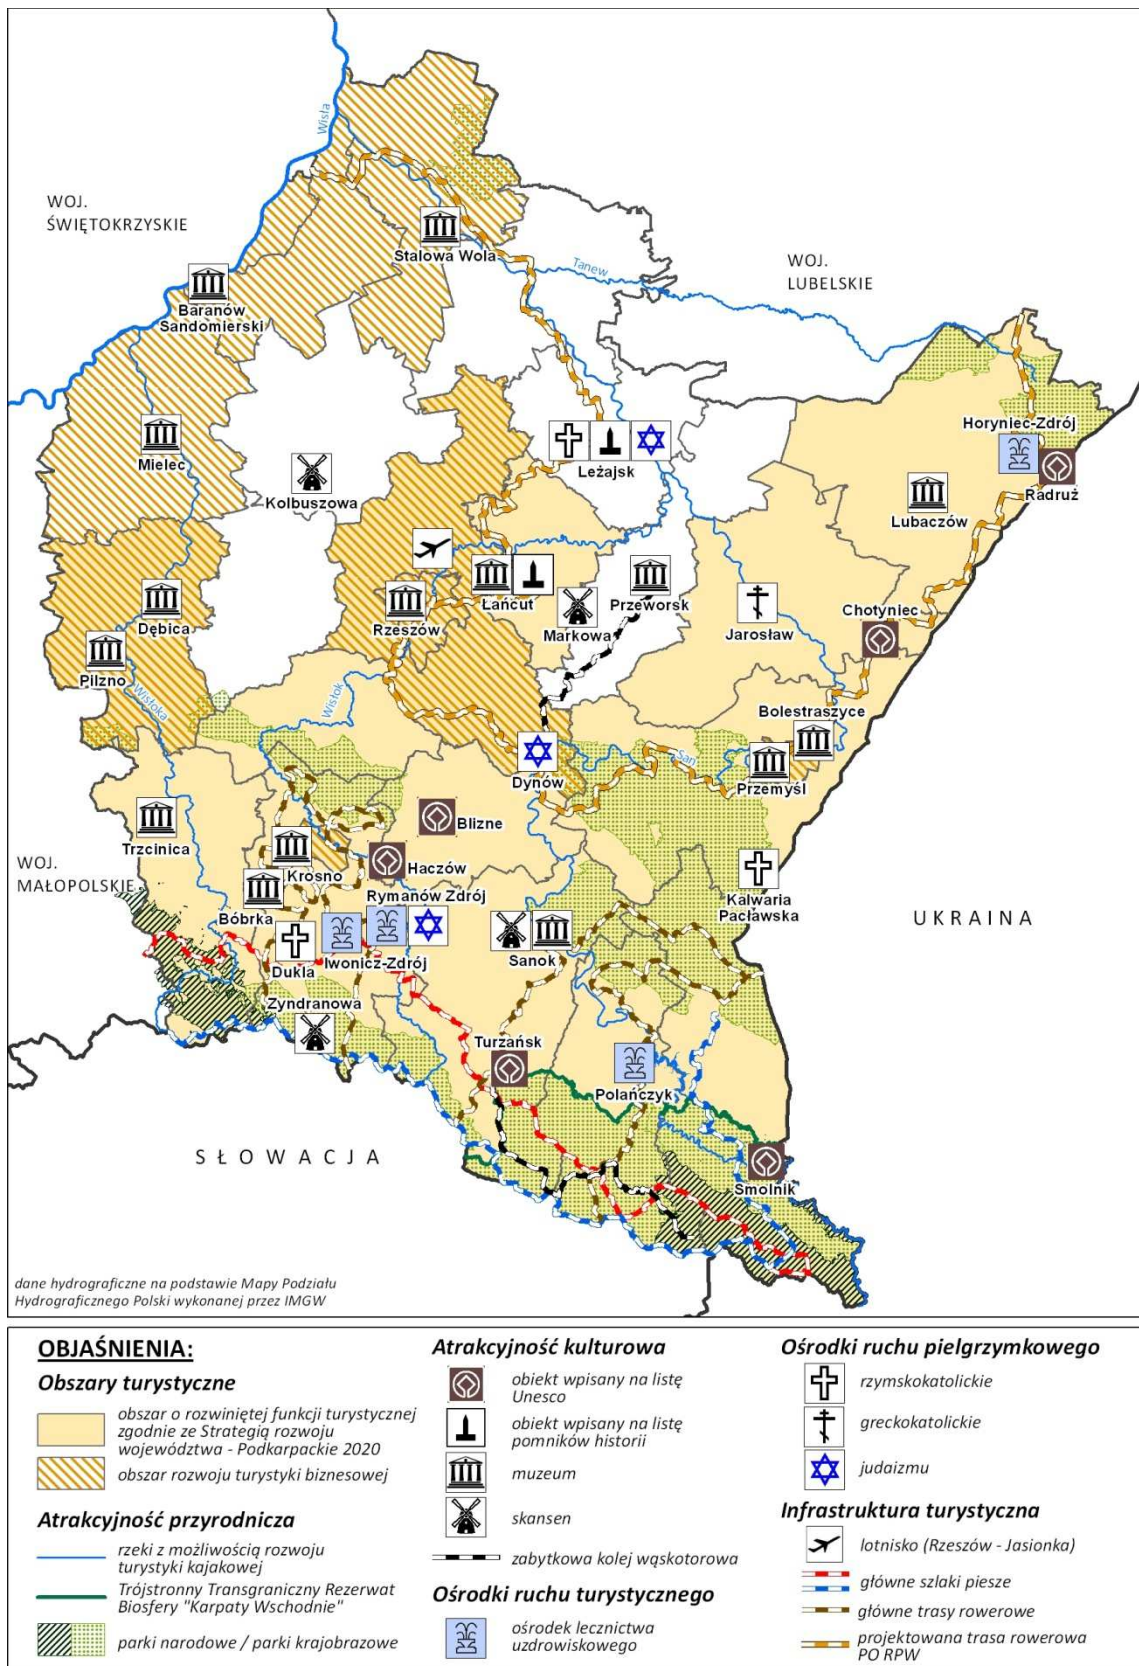 Wisła
WOJ.
ŚWIĘTOKRZYSKIE
Stalowa Wola
Tanew
WOJ.
LUBELSKIE
Baranów
Sandomierski
Horyniec-Zdrój
Mielec
Leżajsk
Kolbuszowa
Radruż
Lubaczów
Łańcut
Przeworsk
Chotyniec
Dębica
Rzeszów
Markowa
Jarosław
Pilzno
Wisłoka
Wisłok
Bolestraszyce
San
Dynów
Przemyśl
Blizne
Trzcinica
Krosno
Haczów
WOJ.
MAŁOPOLSKIE
Rymanów Zdrój
Kalwaria
Pacławska
Bóbrka
UKRAINA
Dukla
Iwonicz-Zdrój
Sanok
Zyndranowa
Turzańsk
Polańczyk
SŁOWACJA
Smolnik
dane hydrograficzne na podstawie Mapy Podziału
Hydrograficznego Polski wykonanej przez IMGW
OBJAŚNIENIA:
Obszary turystyczne
obszar o rozwiniętej funkcji turystycznej
zgodnie ze Strategią rozwoju
województwa - Podkarpackie 2020
obszar rozwoju turystyki biznesowej
Atrakcyjność przyrodnicza
rzeki z możliwością rozwoju
turystyki kajakowej
Trójstronny Transgraniczny Rezerwat
Biosfery "Karpaty Wschodnie"
parki narodowe / parki krajobrazowe
Atrakcyjność kulturowa
obiekt wpisany na listę
Unesco
obiekt wpisany na listę
pomników historii
muzeum
skansen
zabytkowa kolej wąskotorowa
Ośrodki ruchu turystycznego
ośrodek lecznictwa
uzdrowiskowego
Ośrodki ruchu pielgrzymkowego
rzymskokatolickie
greckokatolickie
judaizmu
Infrastruktura turystyczna
lotnisko (Rzeszów - Jasionka)
główne szlaki piesze
główne trasy rowerowe
projektowana trasa rowerowa
PO RPW